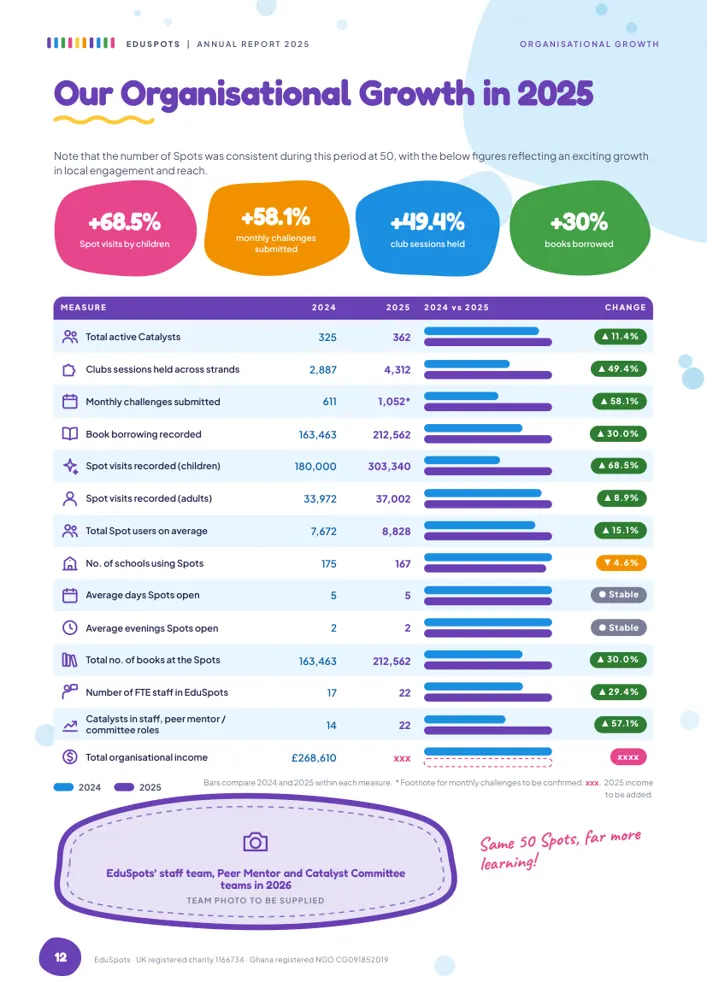 EDUSPOTS | ANNUAL REPORT 2025
ORGANISATIONAL GROWTH
Our Organisational Growth in 2025
Note that the number of Spots was consistent during this period at 50, with the below figures reflecting an exciting growth
in local engagement and reach.
+68.5%
Spot visits by children
+58.1%
monthly challenges
submitted
+49.4%
club sessions held
+30%
books borrowed
MEASURE 2024 2025 2024 vs 2025 CHANGE
Total active Catalysts 325 362 ▲ 11.4%
Clubs sessions held across strands 2,887 4,312 ▲ 49.4%
Monthly challenges submitted 611 1,052* ▲ 58.1%
Book borrowing recorded 163,463 212,562 ▲ 30.0%
Spot visits recorded (children) 180,000 303,340 ▲ 68.5%
Spot visits recorded (adults) 33,972 37,002 ▲ 8.9%
Total Spot users on average 7,672 8,828 ▲ 15.1%
No. of schools using Spots 175 167 ▼ 4.6%
Average days Spots open 5 5 ● Stable
Average evenings Spots open 2 2 ● Stable
Total no. of books at the Spots 163,463 212,562 ▲ 30.0%
Number of FTE staff in EduSpots 17 22 ▲ 29.4%
Catalysts in staff, peer mentor /
committee roles 14 22 ▲ 57.1%
Total organisational income £268,610 xxx xxxx
2024 2025
Bars compare 2024 and 2025 within each measure. * Footnote for monthly challenges to be confirmed: xxx. 2025 income
to be added.
EduSpots' staff team, Peer Mentor and Catalyst Committee
teams in 2026
TEAM PHOTO TO BE SUPPLIED
Same 50 Spots, far more
learning!
12
EduSpots · UK registered charity 1166734 · Ghana registered NGO CG091852019